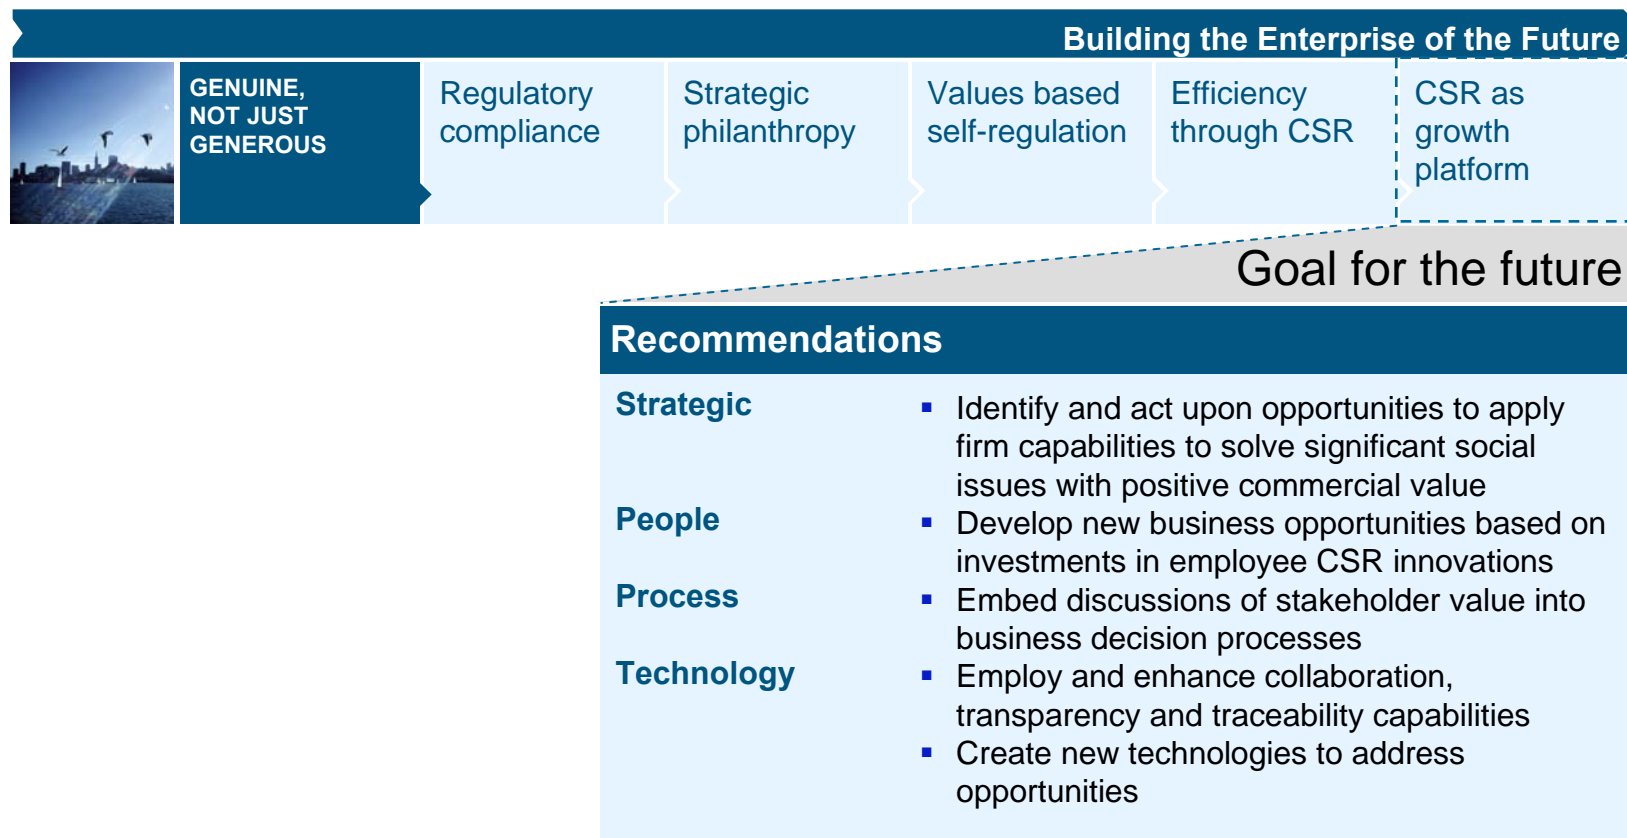 Building the Enterprise of the Future
GENUINE,
NOT JUST
GENEROUS
Regulatory
compliance
Strategic
philanthropy
Values based
self-regulation
Efficiency
through CSR
CSR as
growth
platform
Goal for the future
Recommendations
Strategic
▪ Identify and act upon opportunities to apply
firm capabilities to solve significant social
issues with positive commercial value
People
▪ Develop new business opportunities based on
investments in employee CSR innovations
Process
▪ Embed discussions of stakeholder value into
business decision processes
Technology
▪ Employ and enhance collaboration,
transparency and traceability capabilities
▪ Create new technologies to address
opportunities